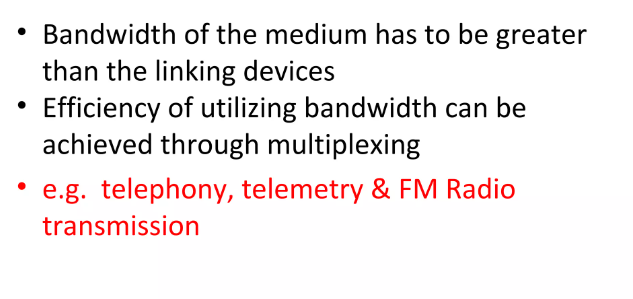 • Bandwidth of the medium has to be greater
than the linking devices
• Efficiency of utilizing bandwidth can be
achieved through multiplexing
• e.g.  telephony, telemetry & FM Radio
transmission